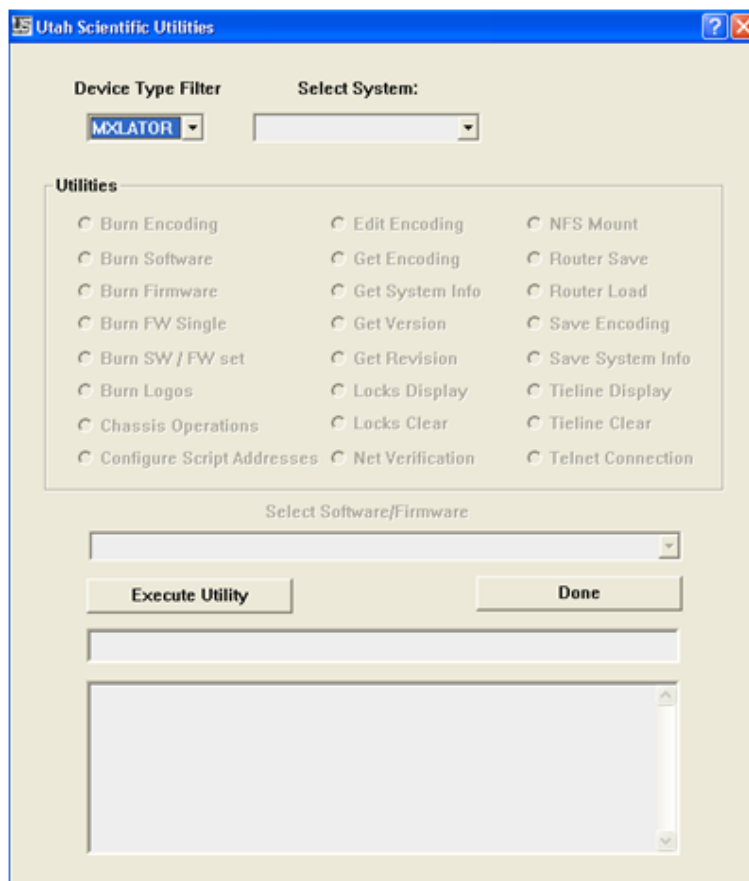 Utah Scientific Utilities
Device Type Filter Select System:
MXLATOR
Utilities
Burn Encoding Edit Encoding NFS Mount
Burn Software Get Encoding Router Save
Burn Firmware Get System Info Router Load
Burn FW Single Get Version Save Encoding
Burn SW / FW set Get Revision Save System Info
Burn Logos Locks Display Tieline Display
Chassis Operations Locks Clear Tieline Clear
Configure Script Addresses Net Verification Telnet Connection
Select Software/Firmware
Execute Utility Done